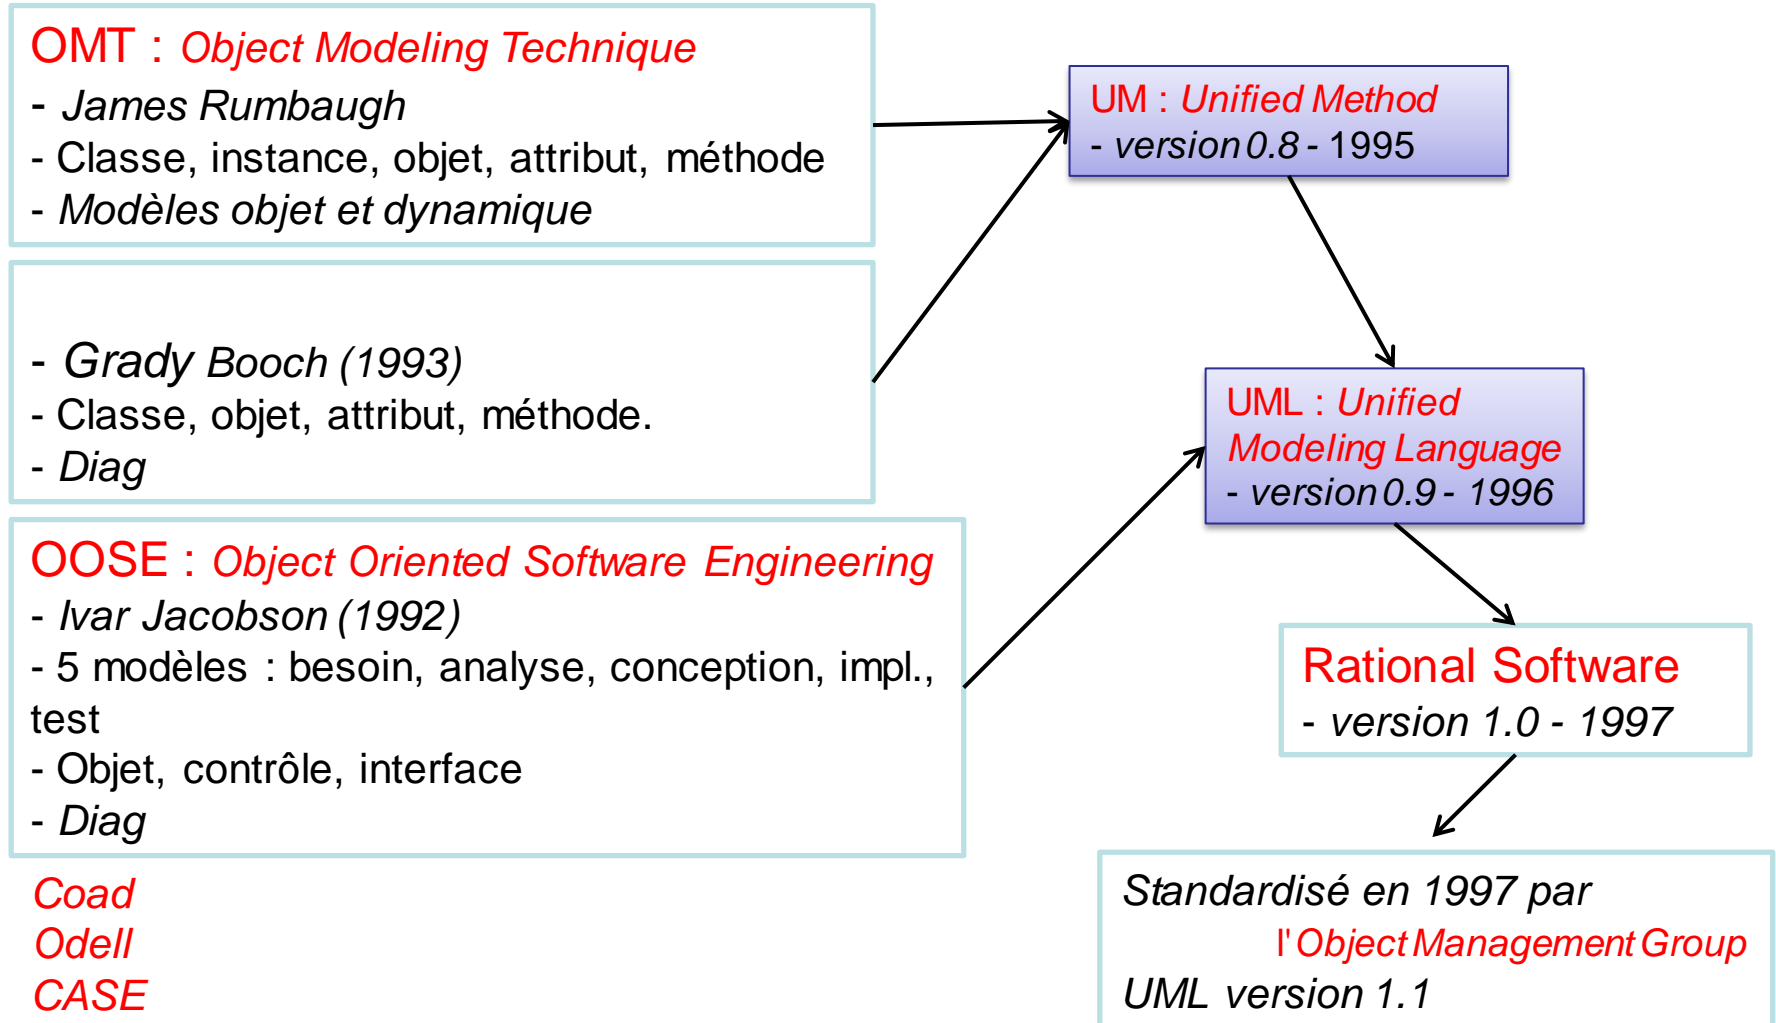 OMT : Object Modeling Technique
- James Rumbaugh
- Classe, instance, objet, attribut, méthode
- Modèles objet et dynamique
- Grady Booch (1993)
- Classe, objet, attribut, méthode.
- Diag
OOSE : Object Oriented Software Engineering
- Ivar Jacobson (1992)
- 5 modèles : besoin, analyse, conception, impl.,
test
- Objet, contrôle, interface
- Diag
Coad
Odell
CASE
UM : Unified Method
- version 0.8 - 1995
UML : Unified
Modeling Language
- version 0.9 - 1996
Rational Software
- version 1.0 - 1997
Standardisé en 1997 par
l'Object Management Group
UML version 1.1